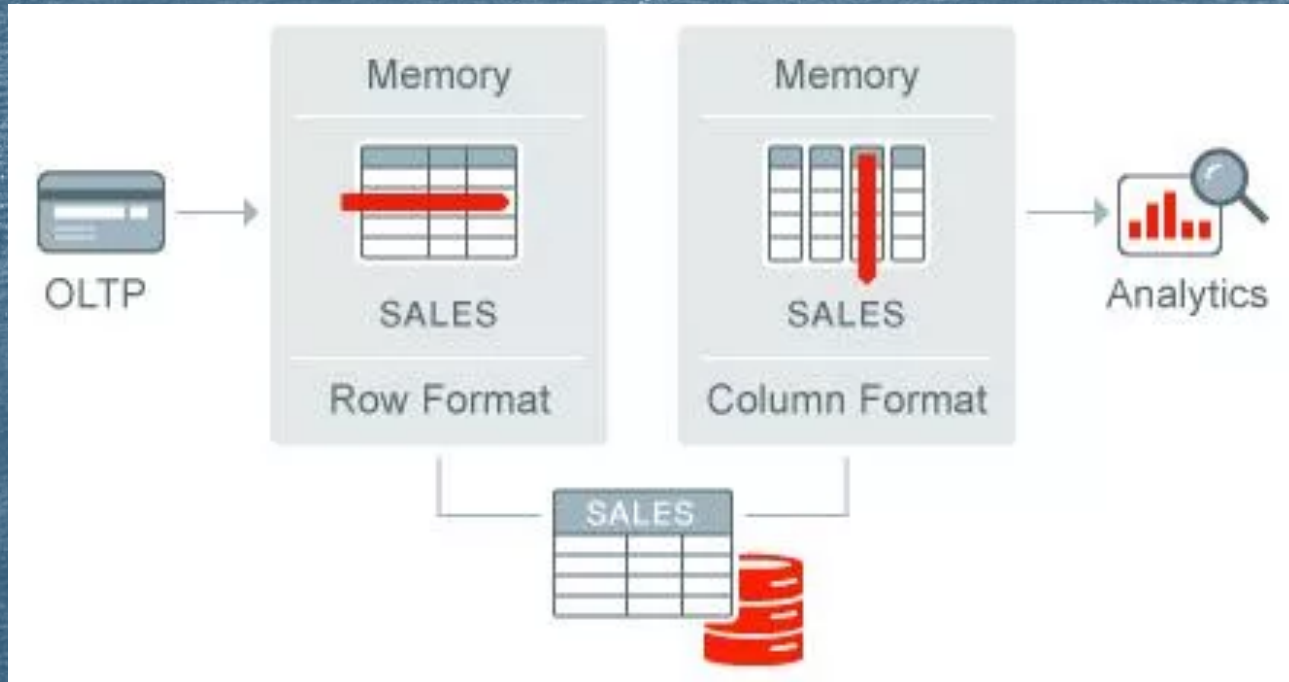 Memory
Memory
OLTP
SALES
SALES
Analytics
Row Format
Column Format
SALES